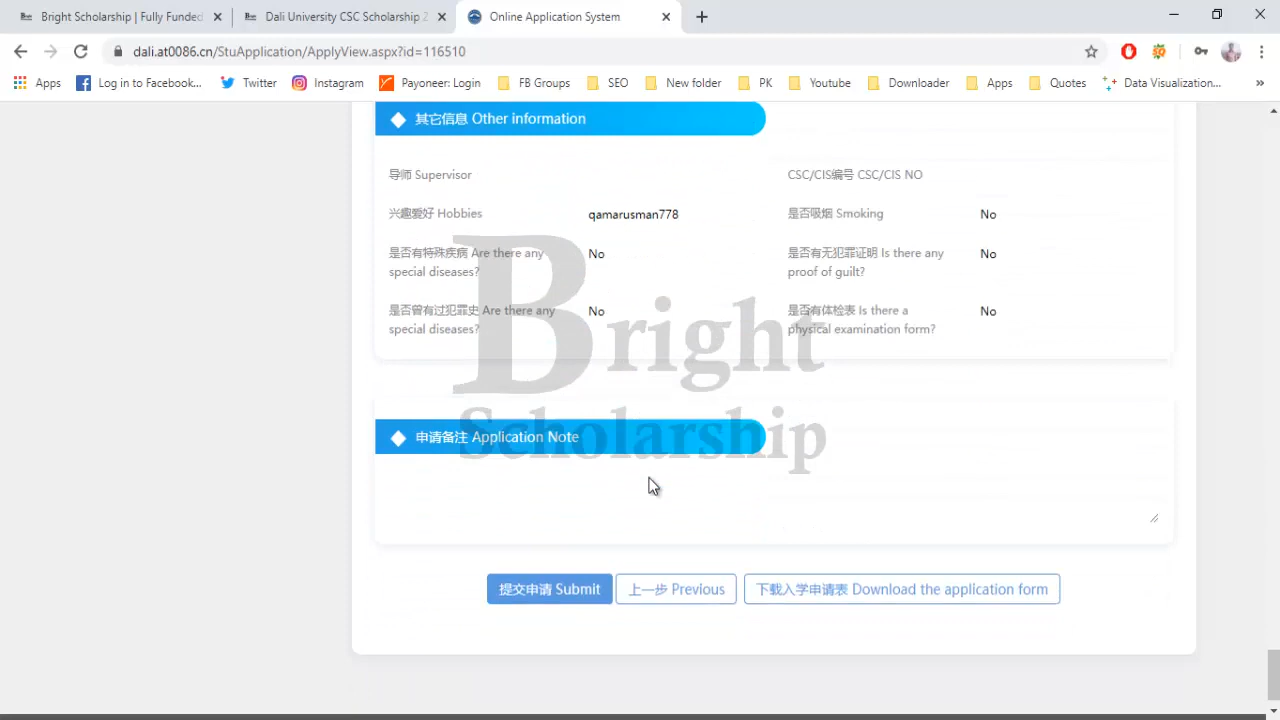 Bright Scholarship | Fully Funded
Dali University CSC Scholarship 2
Online Application System
dali.at0086.cn/StuApplication/ApplyView.aspx?id=116510
Apps
Log in to Facebook...
Twitter
Instagram
Payoneer: Login
FB Groups
SEO
New folder
PK
Youtube
Downloader
Apps
Quotes
Data Visualization...
»
其它信息 Other information
导师 Supervisor
CSC/CIS编号 CSC/CIS NO
兴趣爱好 Hobbies
qamarusman778
是否吸烟 Smoking
No
是否有特殊疾病 Are there any
special diseases?
No
是否有无犯罪证明 Is there any
proof of guilt?
No
是否曾有过犯罪史 Are there any
special diseases?
No
是否有体检表 Is there a
physical examination form?
No
Bright
Scholarship
申请备注 Application Note
提交申请 Submit
上一步 Previous
下载入学申请表 Download the application form